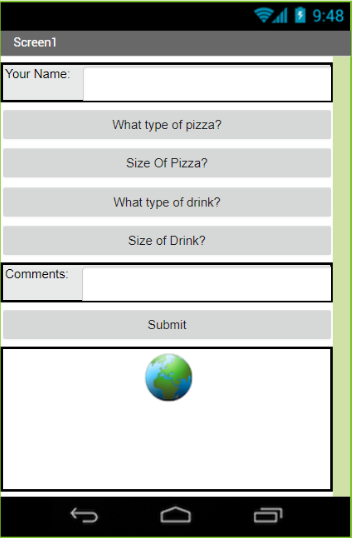 9:48
Screen1
Your Name:
What type of pizza?
Size Of Pizza?
What type of drink?
Size of Drink?
Comments:
Submit